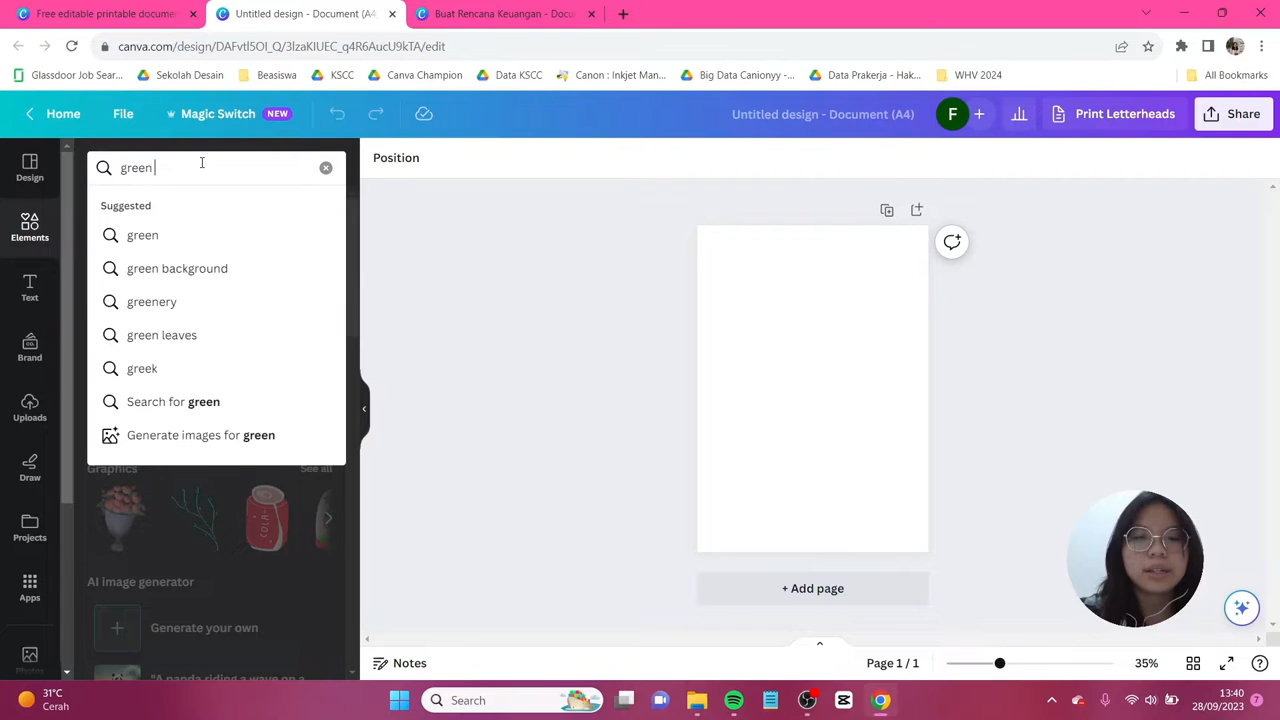 Free editable printable docume
Untitled design - Document (A4)
Buat Rencana Keuangan - Docu
canva.com/design/DAFvtl5OI_Q/3lzaKIUEC_q4R6AucU9kTA/edit
Glassdoor Job Sear...
Sekolah Desain
Beasiswa
KSCC
Canva Champion
Data KSCC
Canon : Inkjet Man...
Big Data Canionyy -...
Data Prakerja - Hak...
WHV 2024
All Bookmarks
Home
File
Magic Switch
NEW
Untitled design - Document (A4)
F
Print Letterheads
Share
Design
Elements
Text
Brand
Uploads
Draw
Projects
Apps
Photos
green
Suggested
green
green background
greenery
green leaves
greek
Search for green
Generate images for green
Graphics
See all
COLA
AI image generator
Generate your own
"A panda riding a wave on a
Position
+ Add page
Notes
Page 1 / 1
35%
31°C
Cerah
Search
13:40
28/09/2023
7